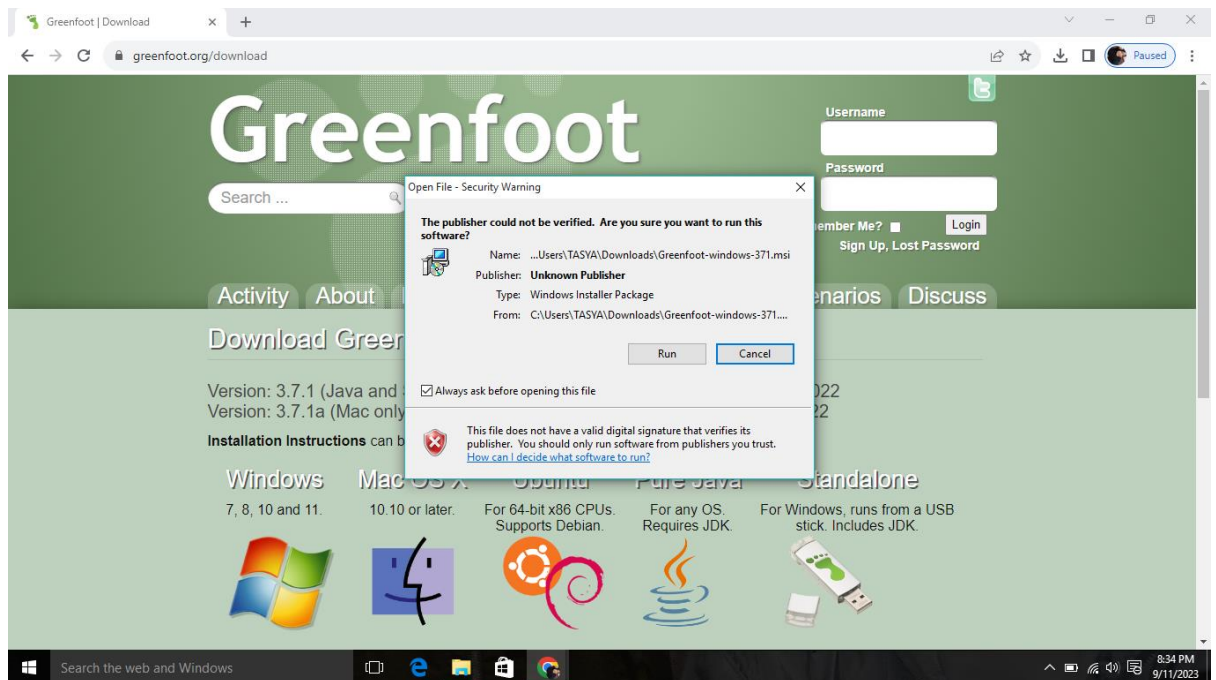 Greenfoot | Download
greenfoot.org/download
Paused
Greenfoot
Username
Password
Search ...
ember Me?
Login
Sign Up, Lost Password
Activity About
enarios Discuss
Open File - Security Warning
The publisher could not be verified. Are you sure you want to run this
software?
Name: ...Users\TASYA\Downloads\Greenfoot-windows-371.msi
Publisher: Unknown Publisher
Type: Windows Installer Package
From: C:\Users\TASYA\Downloads\Greenfoot-windows-371....
Run Cancel
Always ask before opening this file
This file does not have a valid digital signature that verifies its
publisher. You should only run software from publishers you trust.
How can I decide what software to run?
Download Green
Version: 3.7.1 (Java and
022
Version: 3.7.1a (Mac only
22
Installation Instructions can b
Windows Mac OS X Ubuntu Pure Java Standalone
7, 8, 10 and 11. 10.10 or later. For 64-bit x86 CPUs. For any OS. For Windows, runs from a USB
Supports Debian. Requires JDK. stick. Includes JDK.
Search the web and Windows
8:34 PM
9/11/2023